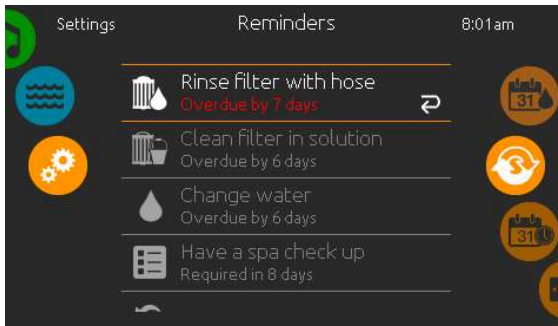 Settings
Reminders
8:01am
Rinse filter with hose
Overdue by 7 days
Clean filter in solution
Overdue by 6 days
Change water
Overdue by 6 days
Have a spa check up
Required in 8 days
31
31